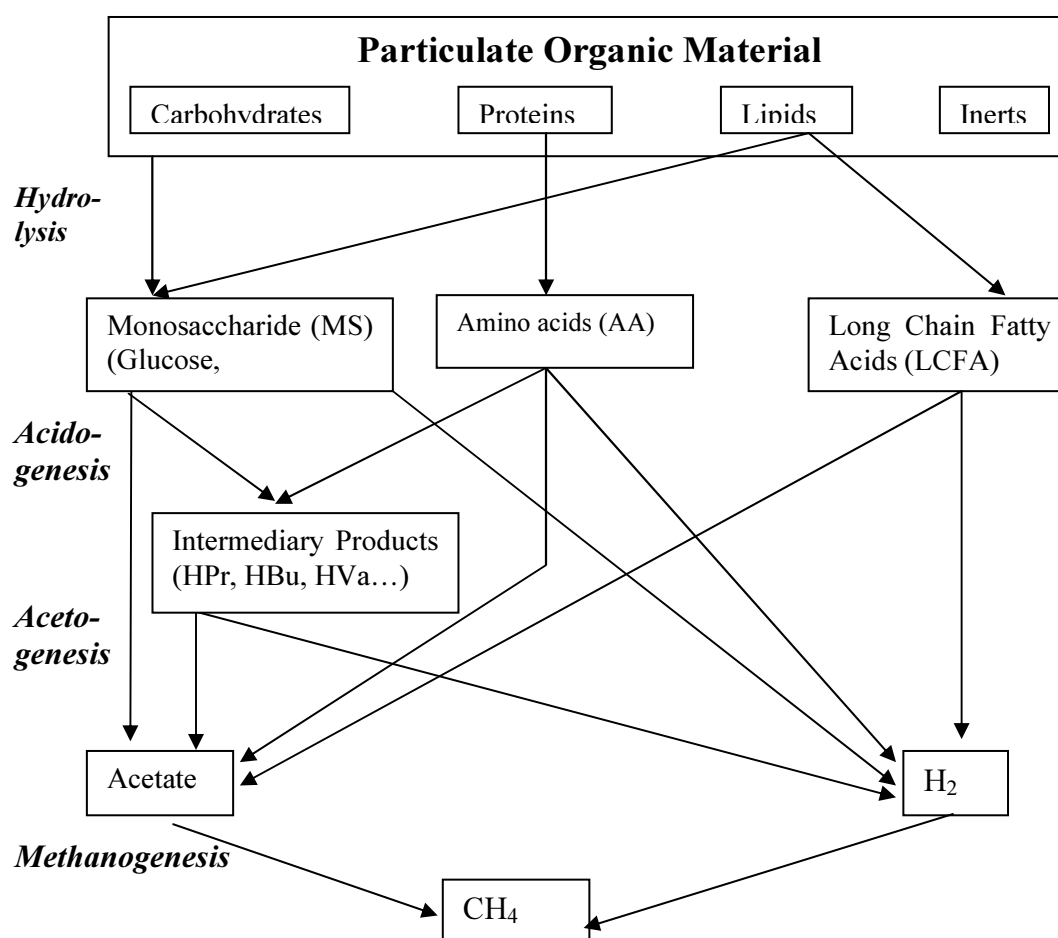 Particulate Organic Material
Carbohydrates
Proteins
Lipids
Inerts
Hydro-
lysis
Monosaccharide (MS)
(Glucose,
Amino acids (AA)
Long Chain Fatty
Acids (LCFA)
Acido-
genesis
Intermediary Products
(HPr, HBu, HVa…)
Aceto-
genesis
Acetate
H₂
Methanogenesis
CH₄